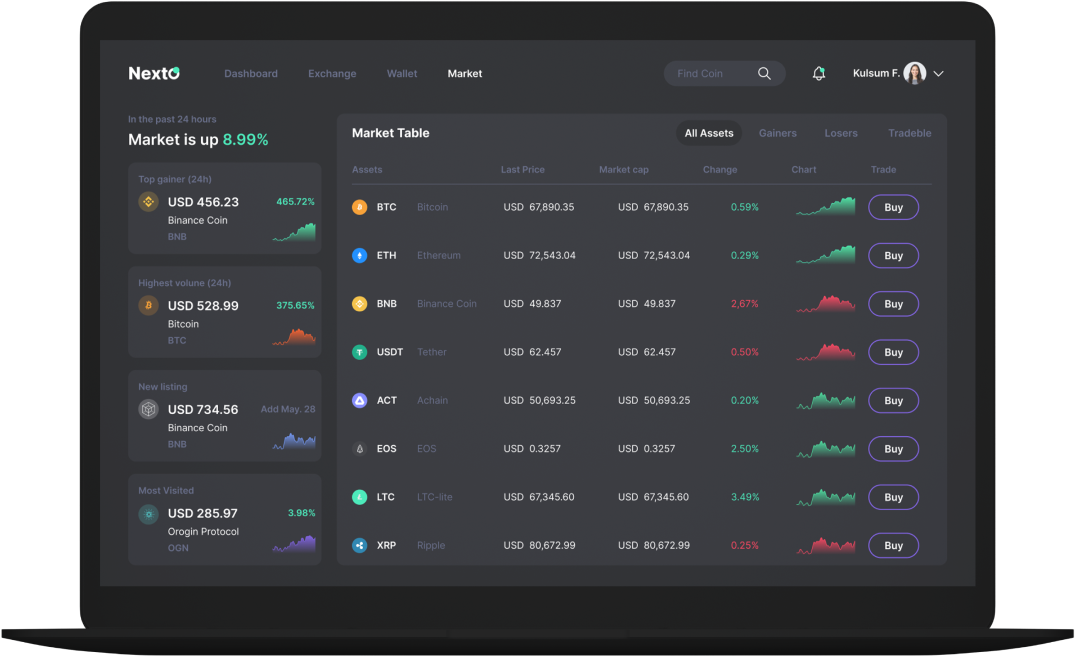 Nexto Dashboard Exchange Wallet Market Find Coin Kulsum F.
In the past 24 hours
Market is up 8.99%
Top gainer (24h)
USD 456.23 465.72%
Binance Coin
BNB
Highest volune (24h)
USD 528.99 375.65%
Bitcoin
BTC
New listing
USD 734.56 Add May. 28
Binance Coin
BNB
Most Visited
USD 285.97 3.98%
Orogin Protocol
OGN
Market Table All Assets Gainers Losers Tradeble
Assets Last Price Market cap Change Chart Trade
BTC Bitcoin USD 67,890.35 USD 67,890.35 0.59% Buy
ETH Ethereum USD 72,543.04 USD 72,543.04 0.29% Buy
BNB Binance Coin USD 49.837 USD 49.837 2,67% Buy
USDT Tether USD 62.457 USD 62.457 0.50% Buy
ACT Achain USD 50,693.25 USD 50,693.25 0.20% Buy
EOS EOS USD 0.3257 USD 0.3257 2.50% Buy
LTC LTC-lite USD 67,345.60 USD 67,345.60 3.49% Buy
XRP Ripple USD 80,672.99 USD 80,672.99 0.25% Buy